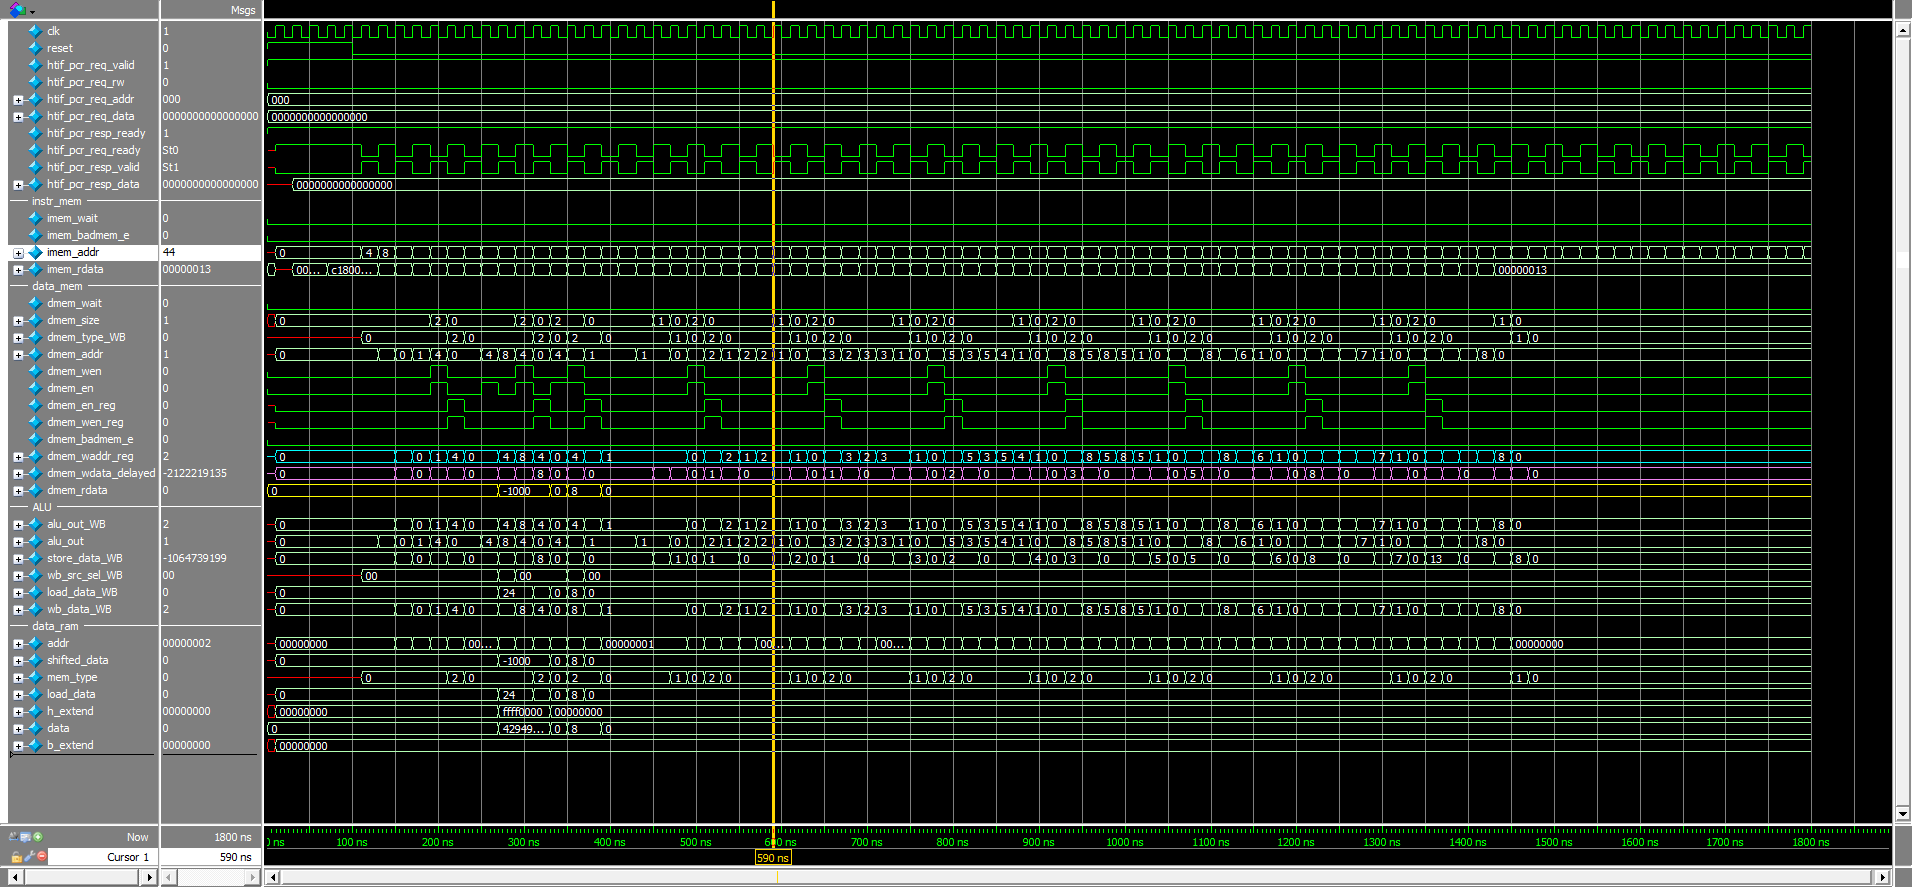 Msgs
clk 1
reset 0
htif_pcr_req_valid 1
htif_pcr_req_rw 0
htif_pcr_req_addr 000 000
htif_pcr_req_data 0000000000000000 0000000000000000
htif_pcr_resp_ready 1
htif_pcr_req_ready St0
htif_pcr_resp_valid St1
htif_pcr_resp_data 0000000000000000 0000000000000000
instr_mem
imem_wait 0
imem_badmem_e 0
imem_addr 44 0 4 8
imem_rdata 00000013 00... c1800... 00000013
data_mem
dmem_wait 0
dmem_size 1 0 2 0 2 0 2 0 1 0 2 0 1 0 2 0 1 0 2 0 1 0 2 0 1 0 2 0 1 0 2 0 1 0 2 0 1 0
dmem_type_WB 0 0 2 0 2 0 2 0 1 0 2 0 1 0 2 0 1 0 2 0 1 0 2 0 1 0 2 0 1 0 2 0 1 0 2 0 1 0
dmem_addr 1 0 0 1 4 0 4 8 4 0 4 1 1 0 2 1 2 2 1 0 3 2 3 3 1 0 5 3 5 4 1 0 8 5 8 5 1 0 8 6 1 0 7 1 0 8 0
dmem_wen 0
dmem_en 0
dmem_en_reg 0
dmem_wen_reg 0
dmem_badmem_e 0
dmem_waddr_reg 2 0 0 1 4 0 4 8 4 0 4 1 0 2 1 2 1 0 3 2 3 1 0 5 3 5 4 1 0 8 5 8 5 1 0 8 6 1 0 7 1 0 8 0
dmem_wdata_delayed -2122219135 0 0 0 8 0 0 0 1 0 0 1 0 0 2 0 0 3 0 0 5 0 0 8 0 0 0 0
dmem_rdata 0 0 -1000 0 8 0
ALU
alu_out_WB 2 0 0 1 4 0 4 8 4 0 4 1 0 2 1 2 1 0 3 2 3 1 0 5 3 5 4 1 0 8 5 8 5 1 0 8 6 1 0 7 1 0 8 0
alu_out 1 0 0 1 4 0 4 8 4 0 4 1 1 0 2 1 2 2 1 0 3 2 3 3 1 0 5 3 5 4 1 0 8 5 8 5 1 0 8 6 1 0 7 1 0 8 0
store_data_WB -1064739199 0 0 0 0 8 0 0 1 0 1 0 2 0 1 0 3 0 2 0 4 0 3 0 5 0 5 0 6 0 8 0 7 0 13 0 8 0
wb_src_sel_WB 00 00 00 00
load_data_WB 0 0 24 0 8 0
wb_data_WB 2 0 0 1 4 0 8 4 0 8 1 0 2 1 2 1 0 3 2 3 1 0 5 3 5 4 1 0 8 5 8 5 1 0 8 6 1 0 7 1 0 8 0
data_ram
addr 00000002 00000000 00... 00000001 00... 00... 00000000
shifted_data 0 0 -1000 0 8 0
mem_type 0 0 2 0 2 0 2 0 1 0 2 0 1 0 2 0 1 0 2 0 1 0 2 0 1 0 2 0 1 0 2 0 1 0 2 0 1 0
load_data 0 0 24 0 8 0
h_extend 00000000 00000000 ffff0000 00000000
data 0 0 42949... 0 8 0
b_extend 00000000 00000000
Now 1800 ns
100 ns 200 ns 300 ns 400 ns 500 ns 600 ns 700 ns 800 ns 900 ns 1000 ns 1100 ns 1200 ns 1300 ns 1400 ns 1500 ns 1600 ns 1700 ns 1800 ns
Cursor 1 590 ns 590 ns